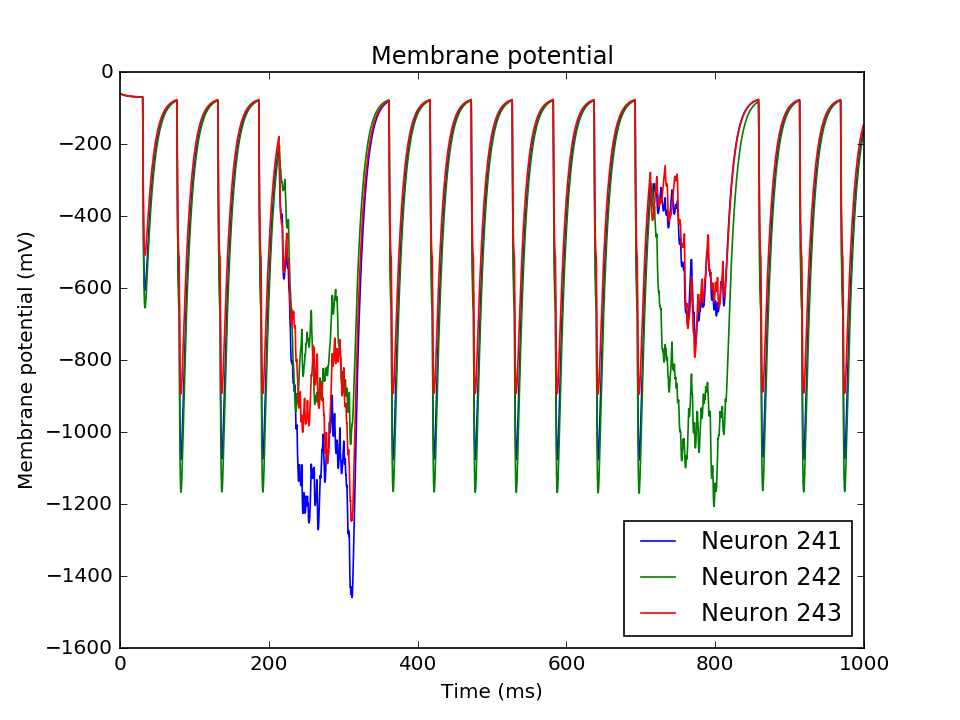 Membrane potential
0
−200
−400
−600
−800
−1000
−1200
−1400
−1600
Membrane potential (mV)
Neuron 241
Neuron 242
Neuron 243
0 200 400 600 800 1000
Time (ms)